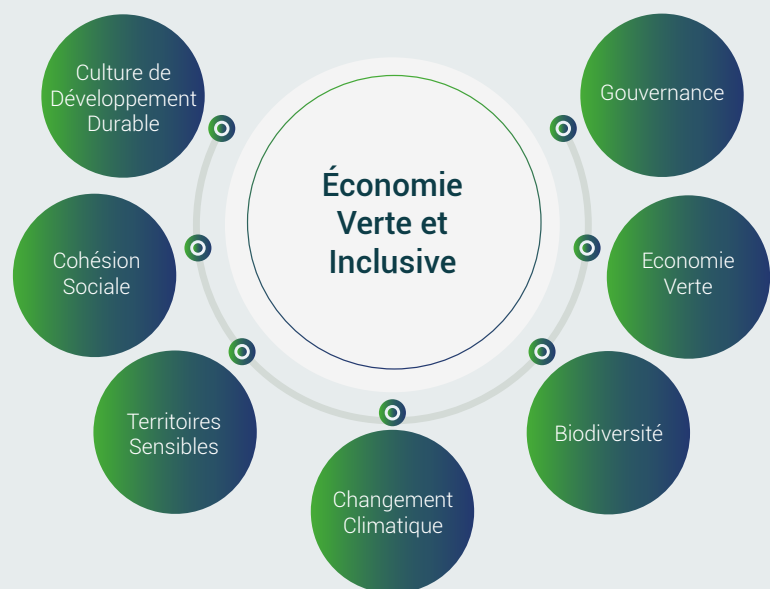 Économie
Verte et
Inclusive
Culture de
Développement
Durable
Cohésion
Sociale
Territoires
Sensibles
Changement
Climatique
Biodiversité
Economie
Verte
Gouvernance